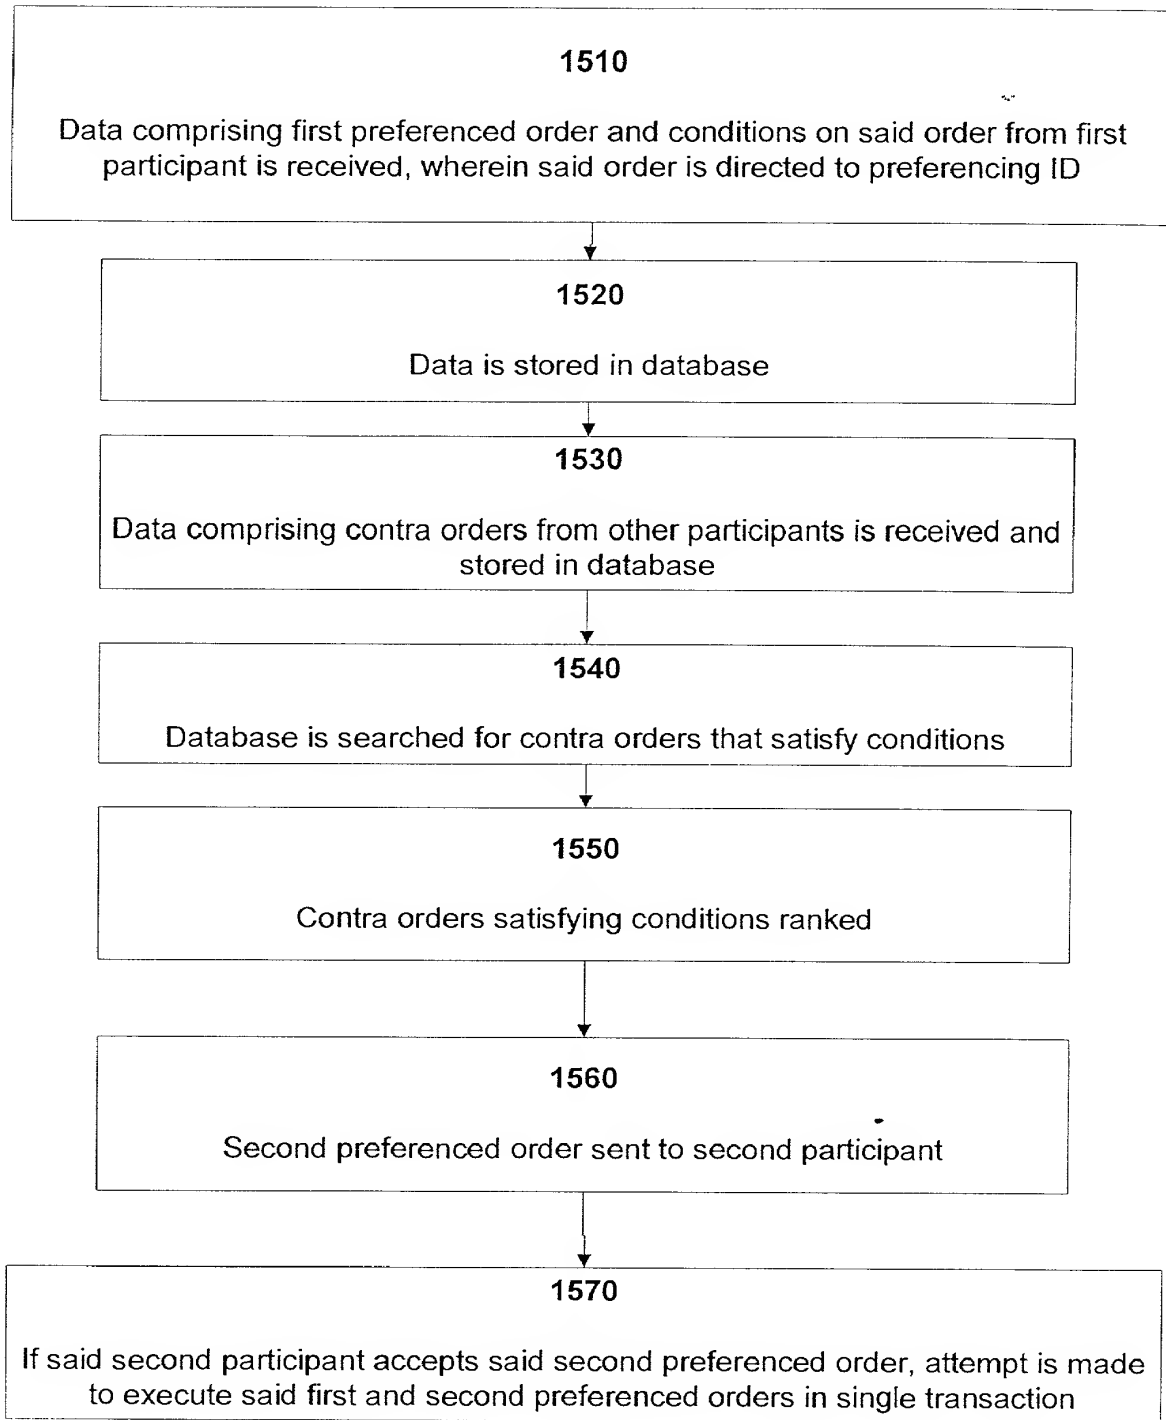 1510
Data comprising first preferenced order and conditions on said order from first
participant is received, wherein said order is directed to preferencing ID
1520
Data is stored in database
1530
Data comprising contra orders from other participants is received and
stored in database
1540
Database is searched for contra orders that satisfy conditions
1550
Contra orders satisfying conditions ranked
1560
Second preferenced order sent to second participant
1570
If said second participant accepts said second preferenced order, attempt is made
to execute said first and second preferenced orders in single transaction